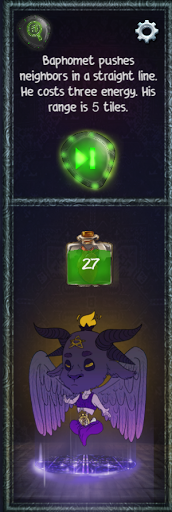 Baphomet pushes
neighbors in a straight line.
He costs three energy. His
range is 5 tiles.
27